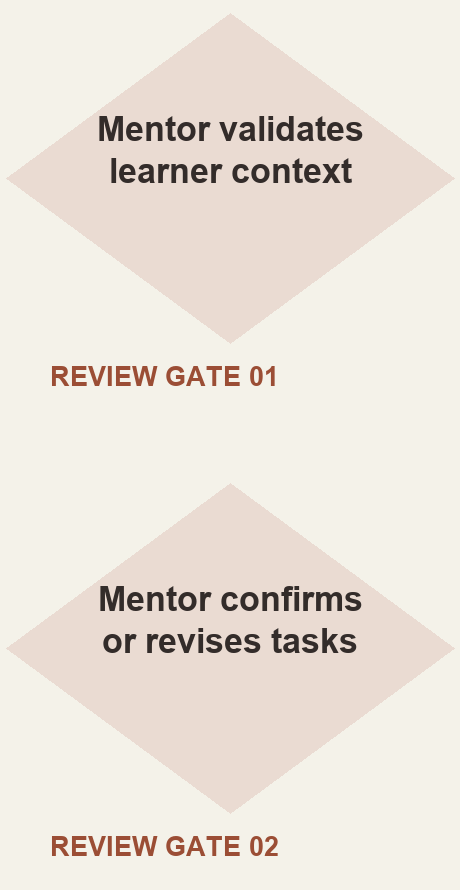 Mentor validates
learner context
REVIEW GATE 01
Mentor confirms
or revises tasks
REVIEW GATE 02